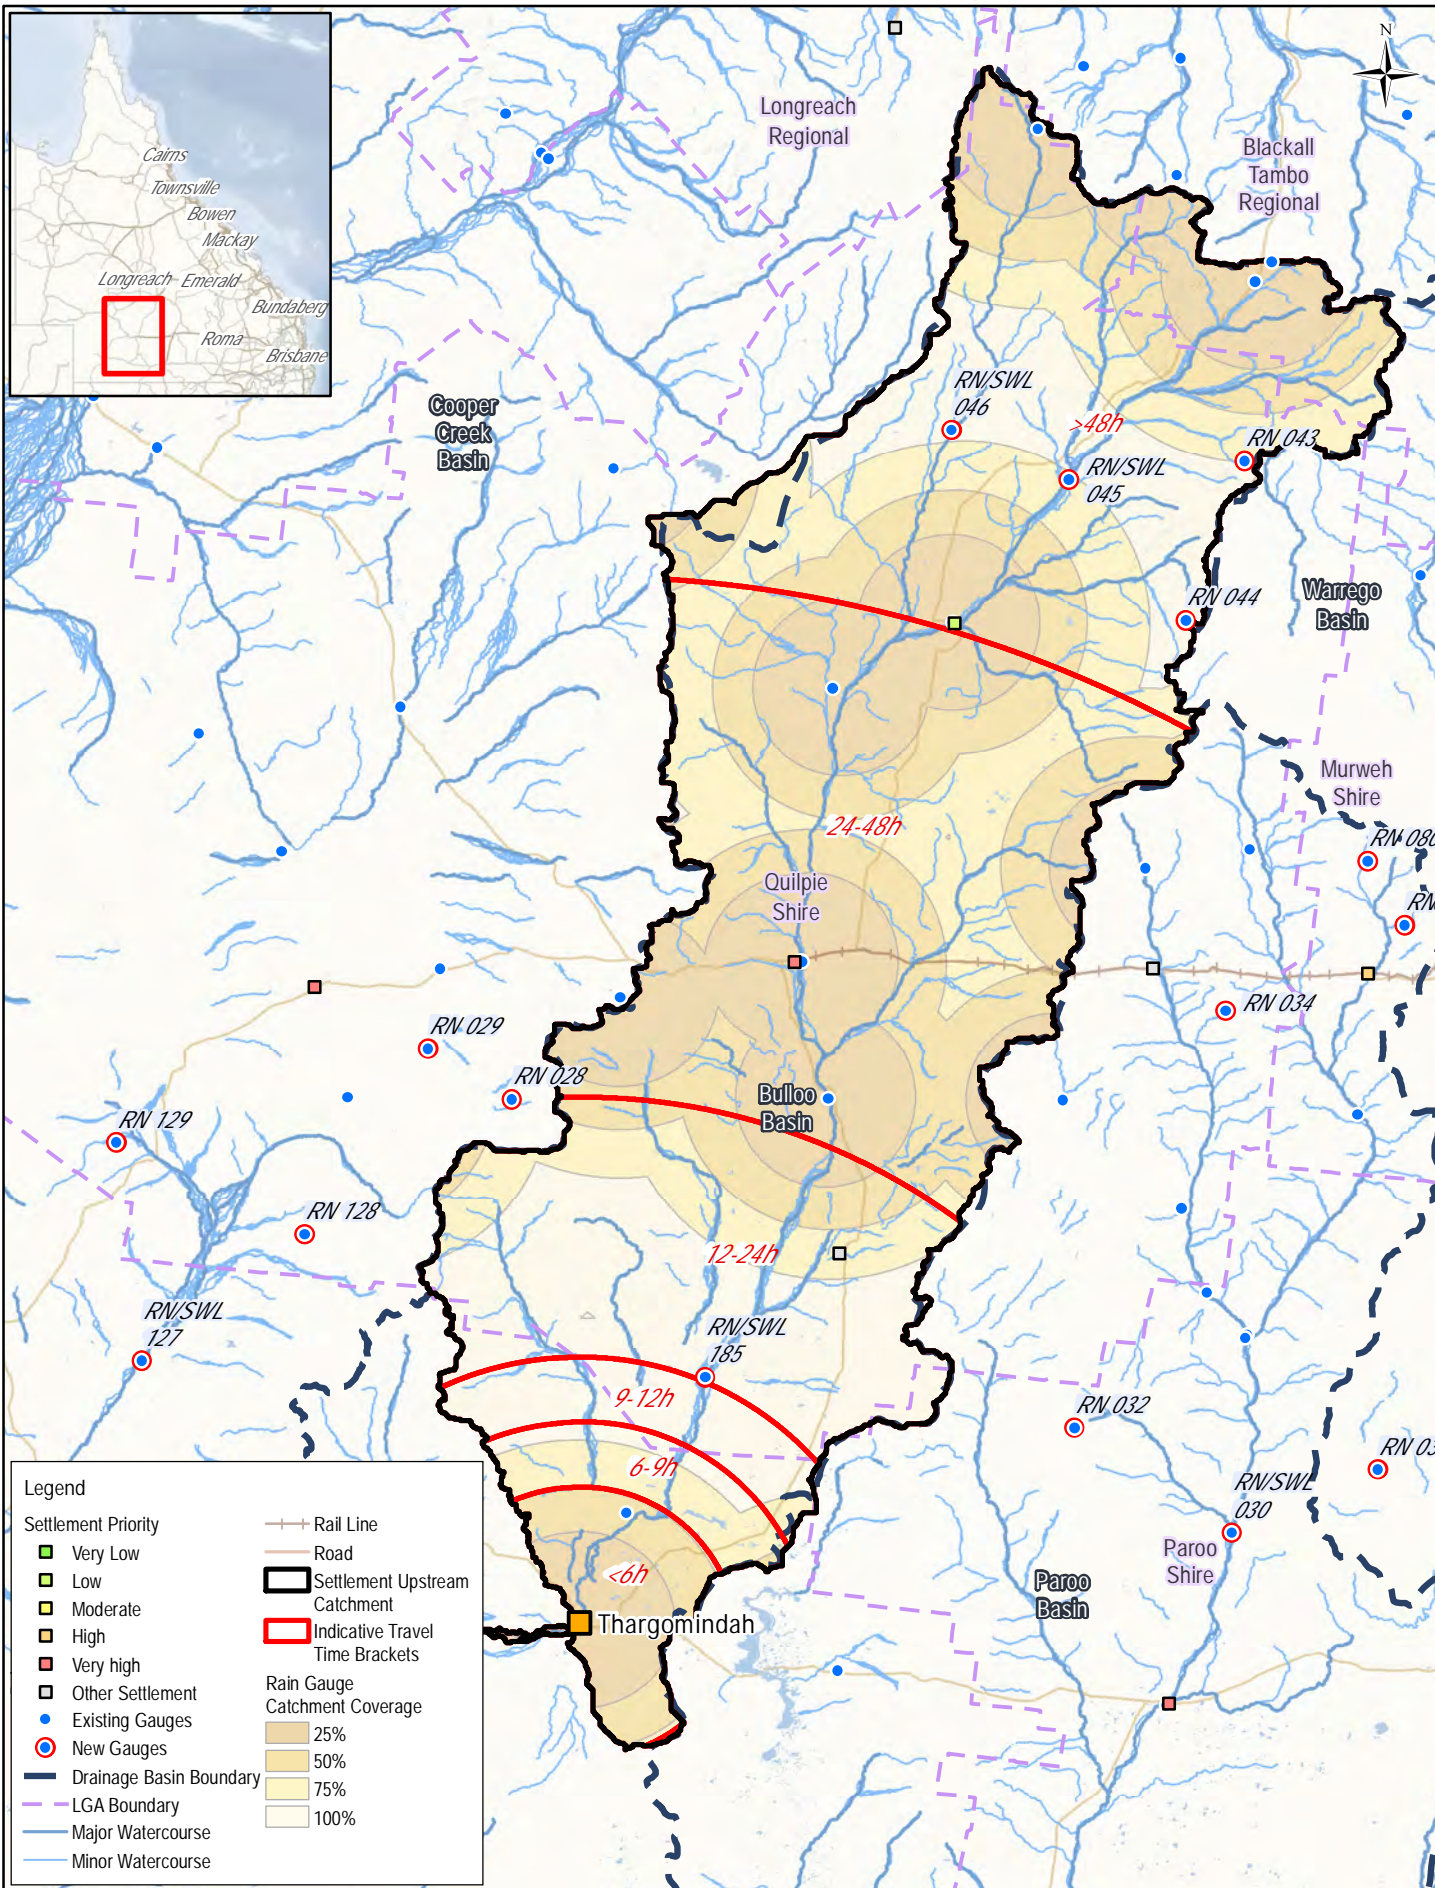 N
Cairns
Townsville
Bowen
Mackay
Longreach
Emerald
Bundaberg
Roma
Brisbane
Longreach
Regional
Blackall
Tambo
Regional
Cooper
Creek
Basin
RN/SWL
046
>48h
RN 043
RN/SWL
045
RN 044
Warrego
Basin
Murweh
Shire
24-48h
RN 080
RN
Quilpie
Shire
RN 034
RN 029
RN 028
Bulloo
Basin
RN 129
RN 128
12-24h
RN/SWL
127
RN/SWL
185
9-12h
RN 032
6-9h
RN 03
RN/SWL
030
<6h
Paroo
Shire
Paroo
Basin
Thargomindah
Legend
Settlement Priority
Very Low
Low
Moderate
High
Very high
Other Settlement
Existing Gauges
New Gauges
Drainage Basin Boundary
LGA Boundary
Major Watercourse
Minor Watercourse
Rail Line
Road
Settlement Upstream
Catchment
Indicative Travel
Time Brackets
Rain Gauge
Catchment Coverage
25%
50%
75%
100%